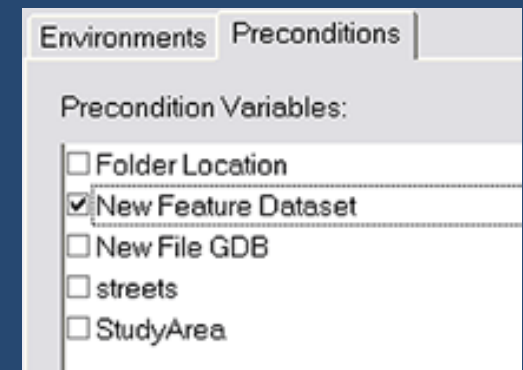 Environments Preconditions
Precondition Variables:
Folder Location
New Feature Dataset
New File GDB
streets
StudyArea